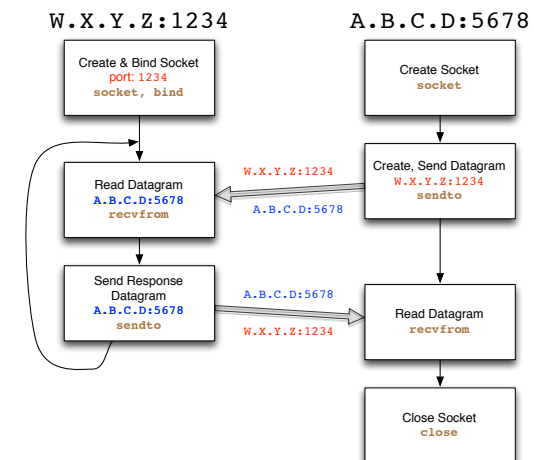 W.X.Y.Z:1234
A.B.C.D:5678
Create & Bind Socket
port: 1234
socket, bind
Create Socket
socket
Read Datagram
A.B.C.D:5678
recvfrom
W.X.Y.Z:1234
A.B.C.D:5678
Create, Send Datagram
W.X.Y.Z:1234
sendto
Send Response
Datagram
A.B.C.D:5678
sendto
A.B.C.D:5678
W.X.Y.Z:1234
Read Datagram
recvfrom
Close Socket
close